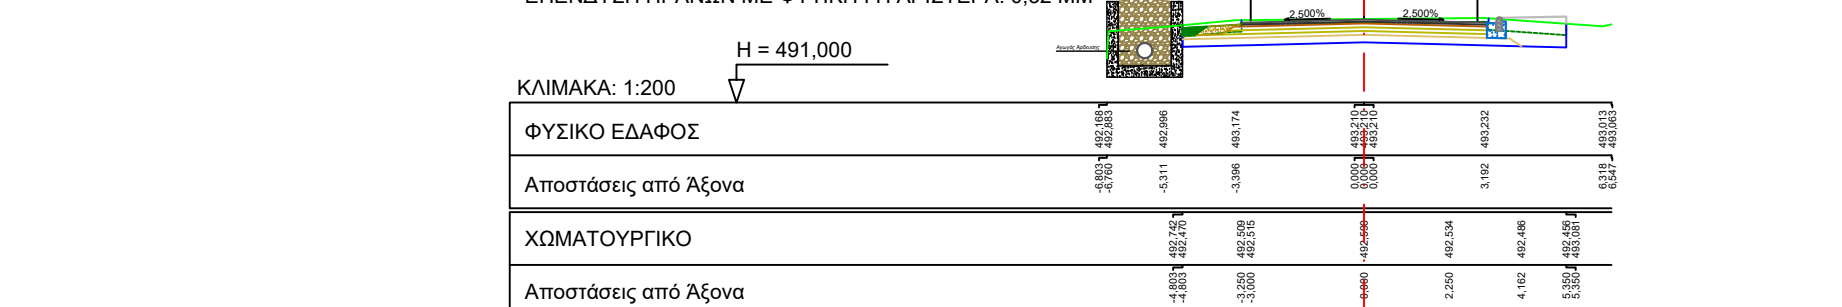 2,500% 2,500%
H = 491,000
Αγωγός Άρδευσης
ΚΛΙΜΑΚΑ: 1:200
ΦΥΣΙΚΟ ΕΔΑΦΟΣ 492,168 492,883 492,996 493,174 493,210 493,210 493,210 493,232 493,013 493,063
Αποστάσεις από Άξονα -6,803 -6,760 -5,311 -3,396 0,000 0,000 0,000 3,192 6,318 6,547
ΧΩΜΑΤΟΥΡΓΙΚΟ 492,742 492,470 492,509 492,515 492,534 492,486 492,456 493,081
Αποστάσεις από Άξονα -4,803 -4,803 -3,250 -3,000 0,000 2,250 4,162 5,350 5,350